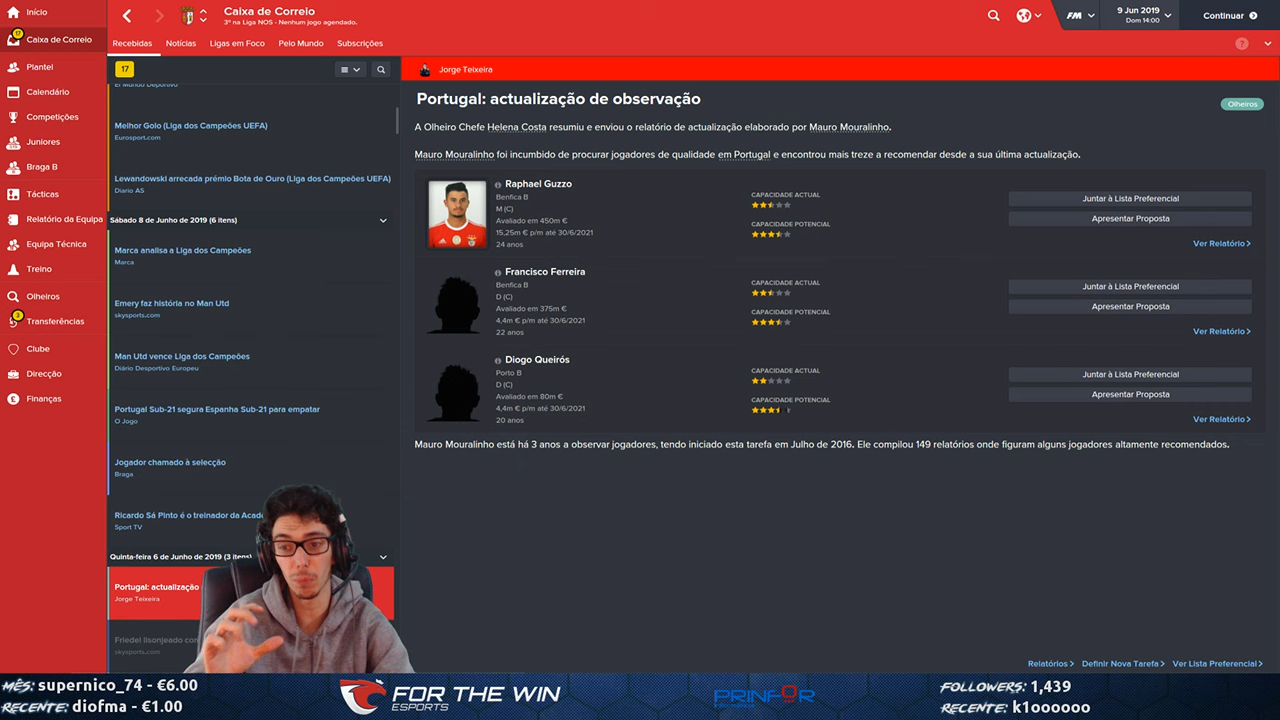 Início
17
Caixa de Correio
Plantel
Calendário
Competições
Juniores
Braga B
Tácticas
Relatório da Equipa
Equipa Técnica
Treino
Olheiros
3
Transferências
Clube
Direcção
Finanças
Caixa de Correio
3º na Liga NOS - Nenhum jogo agendado.
FM
9 Jun 2019
Dom 14:00
Continuar
Recebidas
Notícias
Ligas em Foco
Pelo Mundo
Subscrições
?
17
El Mundo Deportivo
Melhor Golo (Liga dos Campeões UEFA)
Eurosport.com
Lewandowski arrecada prémio Bota de Ouro (Liga dos Campeões UEFA)
Diario AS
Sábado 8 de Junho de 2019 (6 itens)
Marca analisa a Liga dos Campeões
Marca
Emery faz história no Man Utd
skysports.com
Man Utd vence Liga dos Campeões
Diário Desportivo Europeu
Portugal Sub-21 segura Espanha Sub-21 para empatar
O Jogo
Jogador chamado à selecção
Braga
Ricardo Sá Pinto é o treinador da Acad
Sport TV
Quinta-feira 6 de Junho de 2019 (3 itens)
Portugal: actualização
Jorge Teixeira
Friedel lisonjeado con
skysports.com
Jorge Teixeira
Portugal: actualização de observação
Olheiros
A Olheiro Chefe Helena Costa resumiu e enviou o relatório de actualização elaborado por Mauro Mouralinho.
Mauro Mouralinho foi incumbido de procurar jogadores de qualidade em Portugal e encontrou mais treze a recomendar desde a sua última actualização.
Raphael Guzzo
Benfica B
M (C)
Avaliado em 450m €
15,25m € p/m até 30/6/2021
24 anos
CAPACIDADE ACTUAL
CAPACIDADE POTENCIAL
Juntar à Lista Preferencial
Apresentar Proposta
Ver Relatório
Francisco Ferreira
Benfica B
D (C)
Avaliado em 375m €
4,4m € p/m até 30/6/2021
22 anos
CAPACIDADE ACTUAL
CAPACIDADE POTENCIAL
Juntar à Lista Preferencial
Apresentar Proposta
Ver Relatório
Diogo Queirós
Porto B
D (C)
Avaliado em 80m €
4,4m € p/m até 30/6/2021
20 anos
CAPACIDADE ACTUAL
CAPACIDADE POTENCIAL
Juntar à Lista Preferencial
Apresentar Proposta
Ver Relatório
Mauro Mouralinho está há 3 anos a observar jogadores, tendo iniciado esta tarefa em Julho de 2016. Ele compilou 149 relatórios onde figuram alguns jogadores altamente recomendados.
Relatórios
Definir Nova Tarefa
Ver Lista Preferencial
MÊS: supernico_74 - €6.00
RECENTE: diofma - €1.00
FOR THE WIN
ESPORTS
PRINFOR
FOLLOWERS: 1,439
RECENTE: k1oooooo